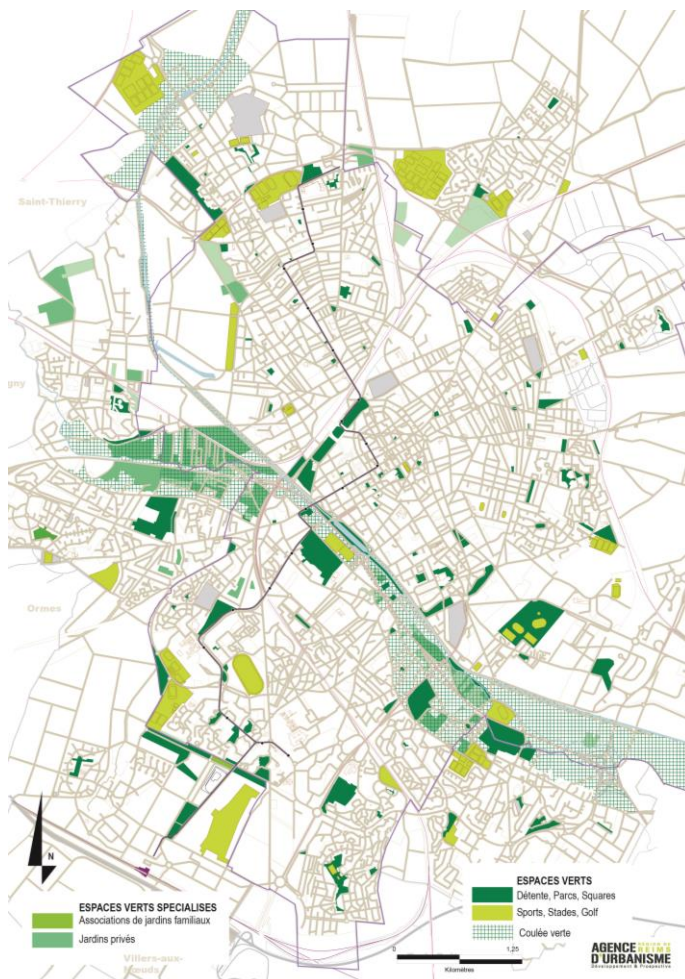 Saint-Thierry
gny
Ormes
N
ESPACES VERTS SPECIALISES
Associations de jardins familiaux
Jardins privés
Villers-aux-
ESPACES VERTS
Détente, Parcs, Squares
Sports, Stades, Golf
Coulée verte
0
1,25
Kilomètres
AGENCE
REIMS
D'URBANISME
Développement & Prospective